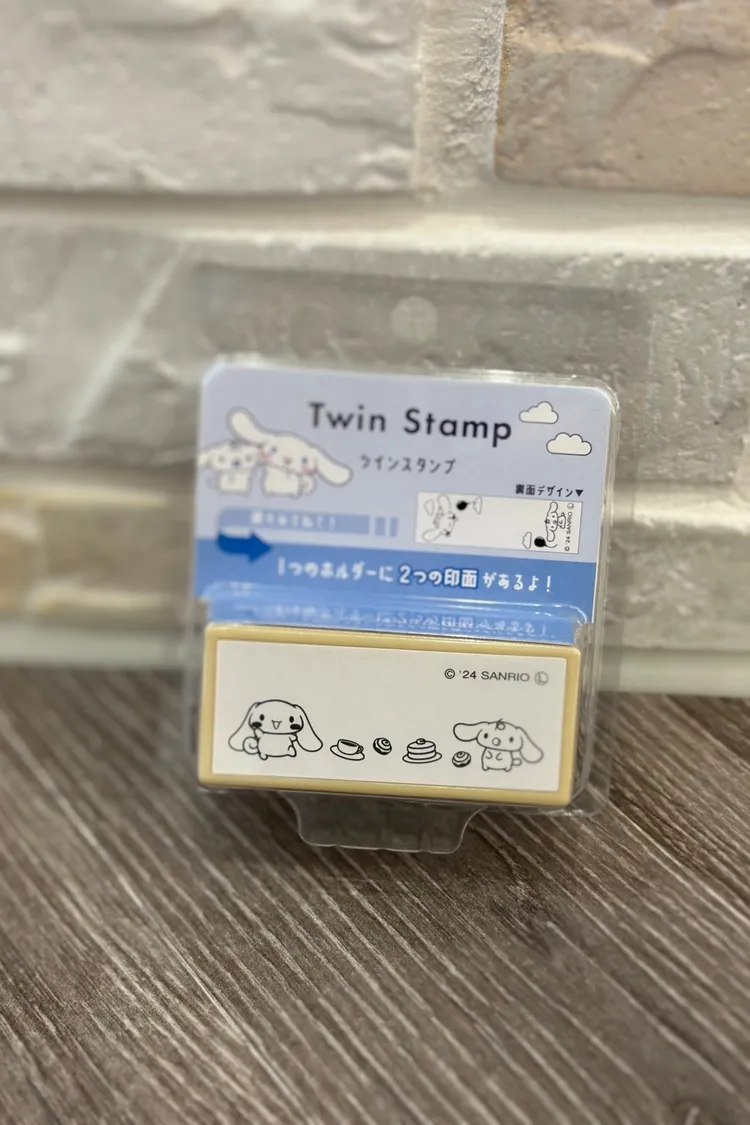 Twin Stamp
ツインスタンプ
裏面デザイン▼
© '24 SANRIO Ⓛ
1つのホルダーに2つの印面があるよ！
© '24 SANRIO Ⓛ